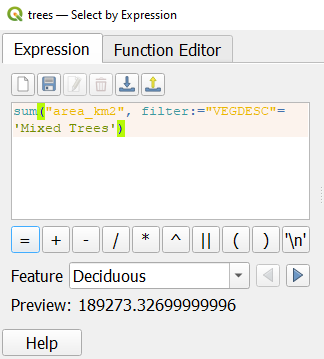 trees — Select by Expression
Expression Function Editor
sum("area_km2", filter:="VEGDESC"=
'Mixed Trees')
= + - / * ^ || ( ) '\n'
Feature Deciduous
Preview: 189273.32699999996
Help